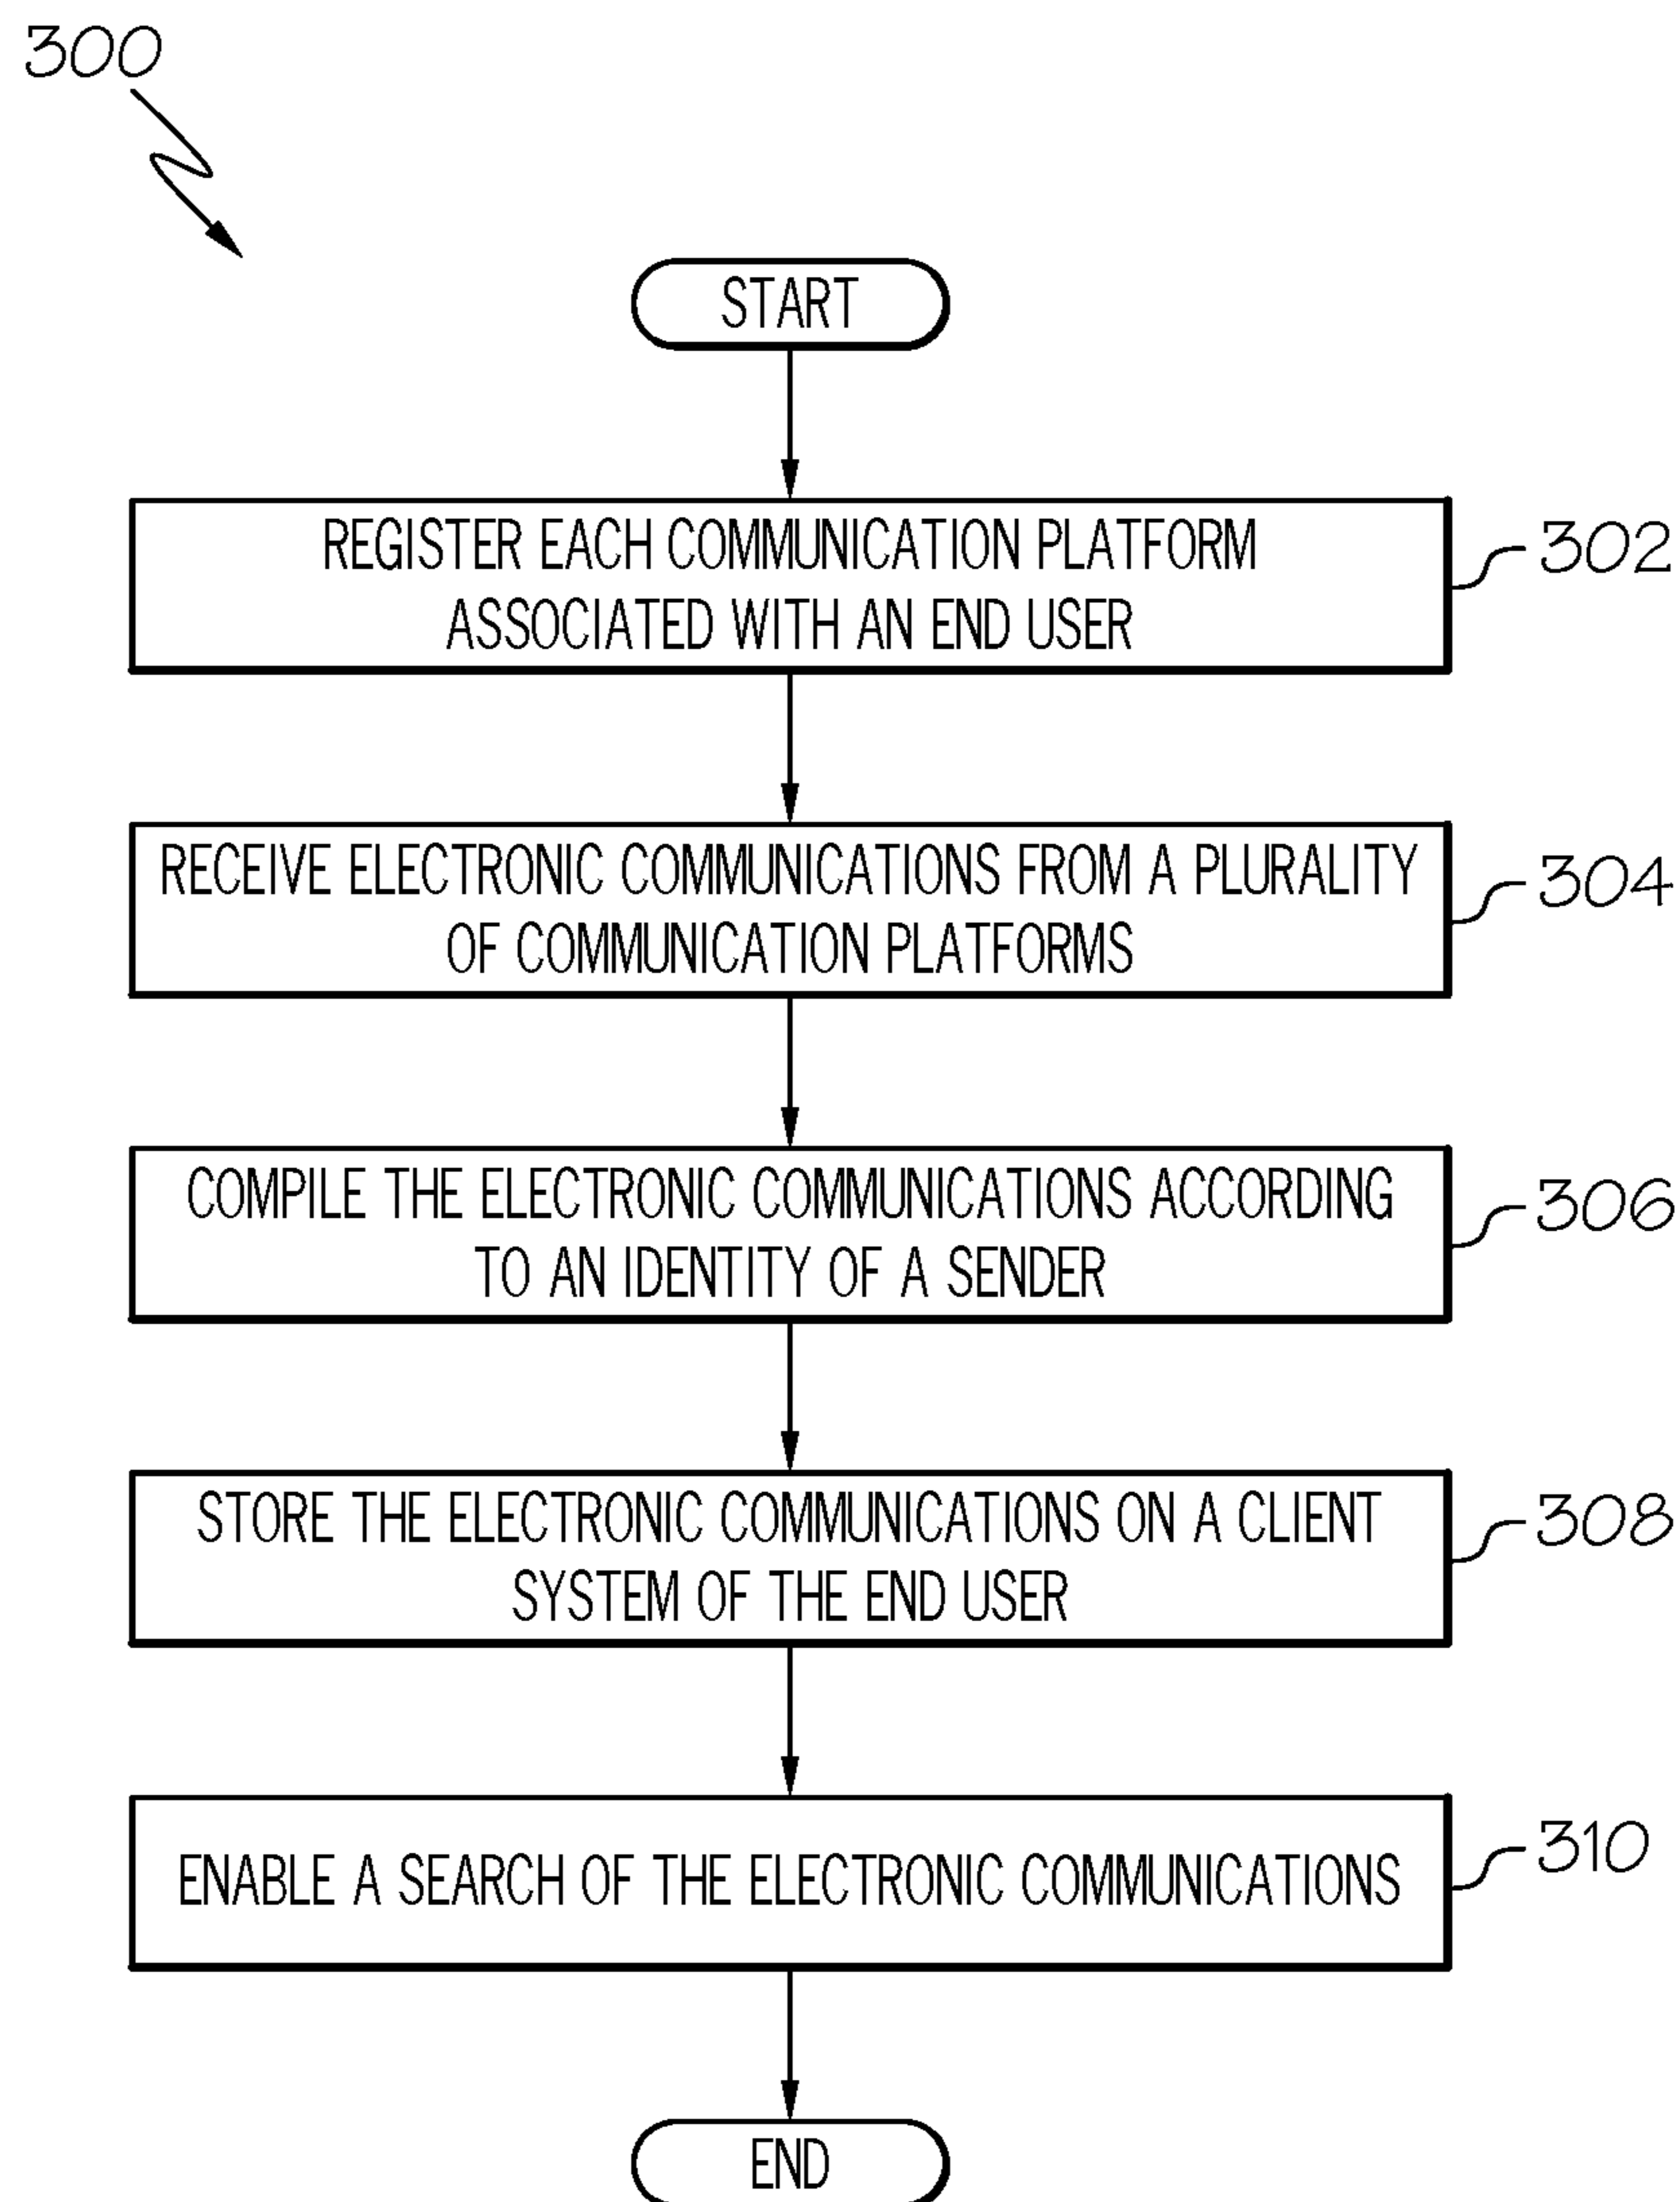 300
START
REGISTER EACH COMMUNICATION PLATFORM
ASSOCIATED WITH AN END USER
302
RECEIVE ELECTRONIC COMMUNICATIONS FROM A PLURALITY
OF COMMUNICATION PLATFORMS
304
COMPILE THE ELECTRONIC COMMUNICATIONS ACCORDING
TO AN IDENTITY OF A SENDER
306
STORE THE ELECTRONIC COMMUNICATIONS ON A CLIENT
SYSTEM OF THE END USER
308
ENABLE A SEARCH OF THE ELECTRONIC COMMUNICATIONS
310
END